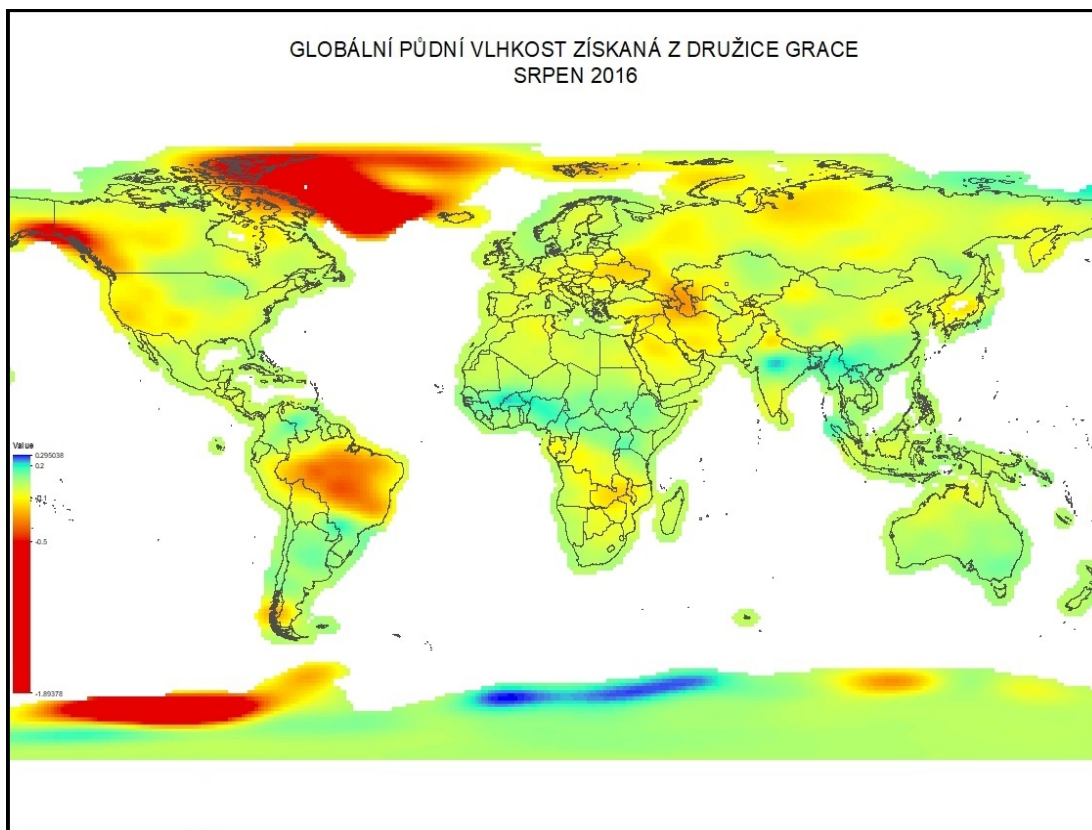 GLOBÁLNÍ PŮDNÍ VLHKOST ZÍSKANÁ Z DRUŽICE GRACE
SRPEN 2016
Value
0.295038
0.2
-0.1
-0.5
-1.89378